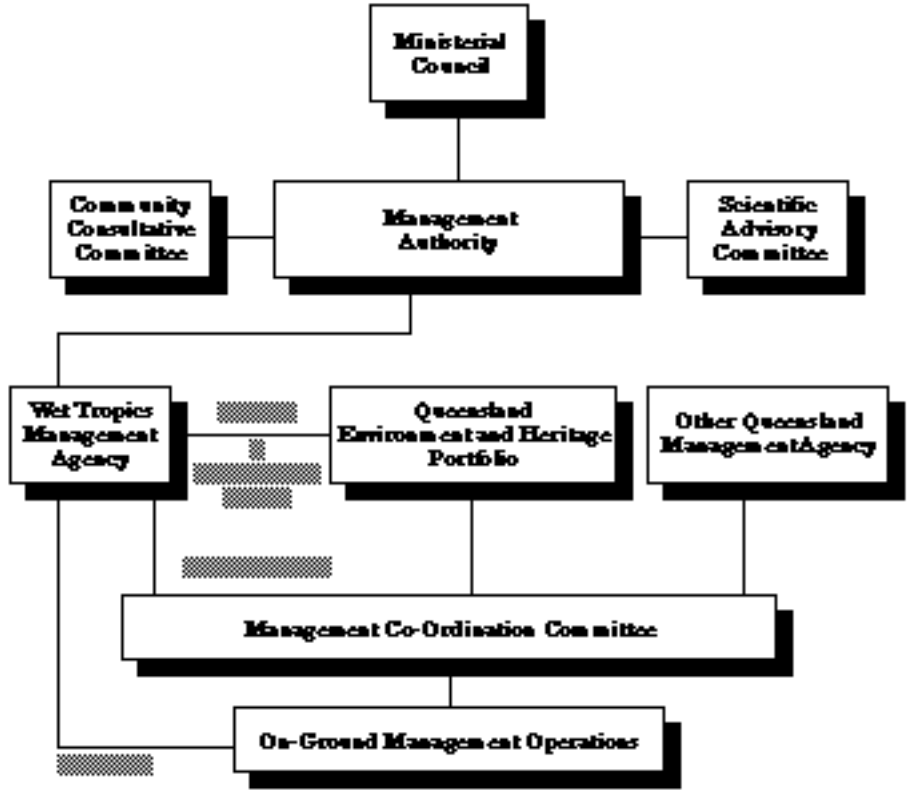 Ministerial
Council
Community
Consultative
Committee
Management
Authority
Scientific
Advisory
Committee
Wet Tropics
Management
Agency
Queensland
Environment and Heritage
Portfolio
Other Queensland
Management Agency
Management Co-Ordination Committee
On-Ground Management Operations